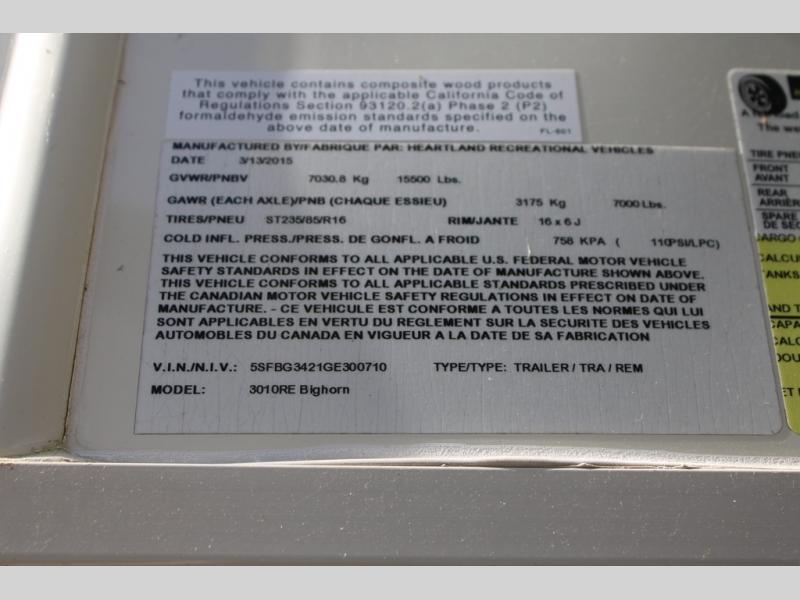 This vehicle contains composite wood products
that comply with the applicable California Code of
Regulations Section 93120.2(a) Phase 2 (P2)
formaldehyde emission standards specified on the
above date of manufacture.
FL-601
MANUFACTURED BY/FABRIQUE PAR: HEARTLAND RECREATIONAL VEHICLES
DATE 3/13/2015
GVWR/PNBV 7030.8 Kg 15500 Lbs.
GAWR (EACH AXLE)/PNB (CHAQUE ESSIEU) 3175 Kg 7000 Lbs.
TIRES/PNEU ST235/85/R16 RIM/JANTE 16 x 6 J
COLD INFL. PRESS./PRESS. DE GONFL. A FROID 758 KPA ( 110PSI/LPC)
THIS VEHICLE CONFORMS TO ALL APPLICABLE U.S. FEDERAL MOTOR VEHICLE
SAFETY STANDARDS IN EFFECT ON THE DATE OF MANUFACTURE SHOWN ABOVE.
THIS VEHICLE CONFORMS TO ALL APPLICABLE STANDARDS PRESCRIBED UNDER
THE CANADIAN MOTOR VEHICLE SAFETY REGULATIONS IN EFFECT ON DATE OF
MANUFACTURE. - CE VEHICULE EST CONFORME A TOUTES LES NORMES QUI LUI
SONT APPLICABLES EN VERTU DU REGLEMENT SUR LA SECURITE DES VEHICLES
AUTOMOBILES DU CANADA EN VIGUEUR A LA DATE DE SA FABRICATION
V.I.N./N.I.V.: 5SFBG3421GE300710 TYPE/TYPE: TRAILER / TRA / REM
MODEL: 3010RE Bighorn
TIRE
FRONT
AVANT
REAR
ARRIÈRE
SPARE
DE SEC